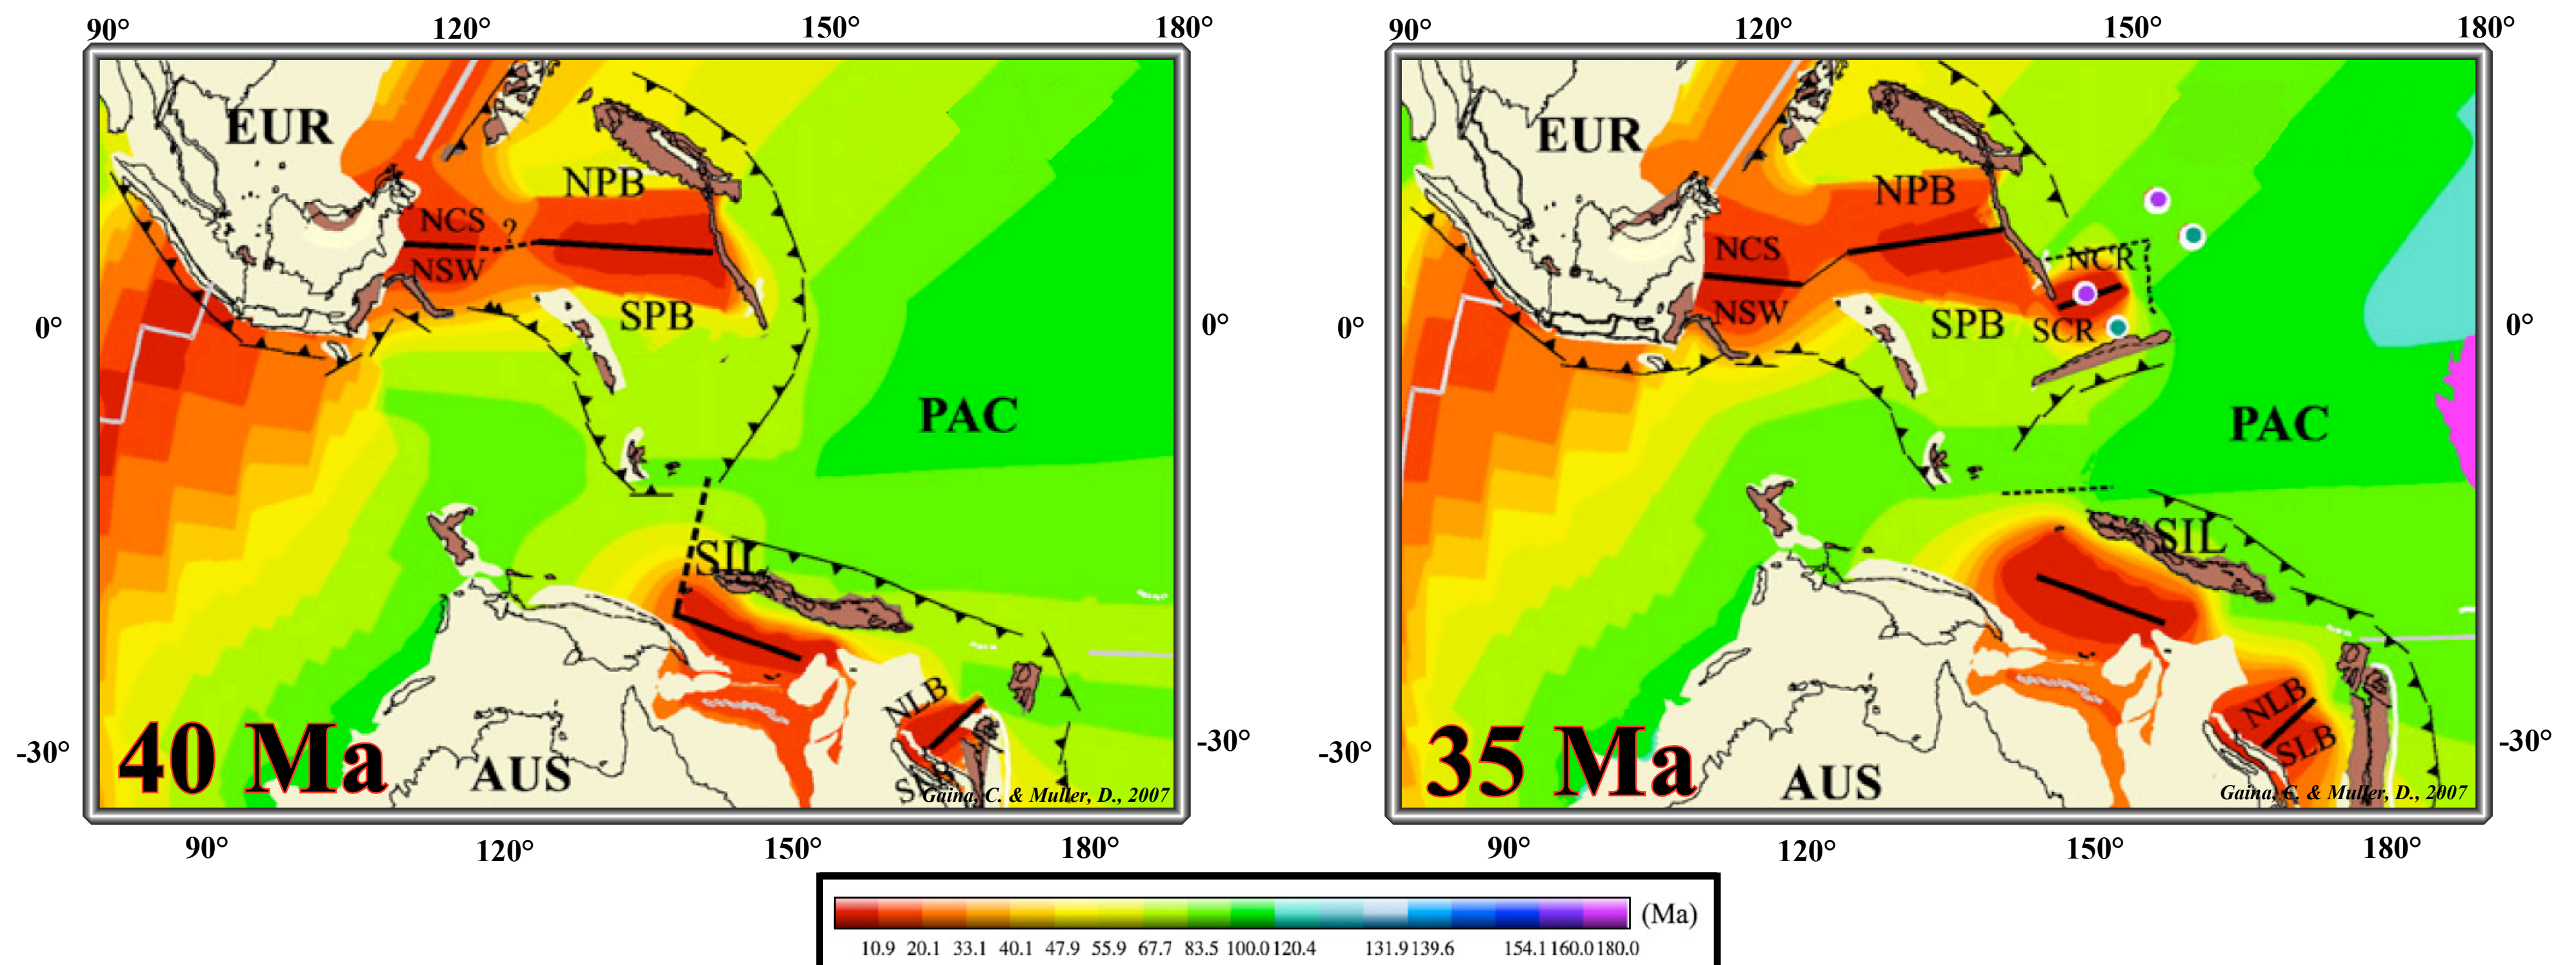 90° 120° 150° 180° 90° 120° 150° 180°
EUR EUR
NPB NPB
NCS ? NCS NCR
NSW NSW
0° SPB 0° 0° SPB SCR 0°
PAC PAC
SIL SIL
NLB NLB
SLB
-30° 40 Ma AUS -30° -30° 35 Ma AUS -30°
Gaina, C. & Muller, D., 2007 Gaina, C. & Muller, D., 2007
90° 120° 150° 180° 90° 120° 150° 180°
(Ma)
10.9 20.1 33.1 40.1 47.9 55.9 67.7 83.5 100.0 120.4 131.9 139.6 154.1 160.0 180.0